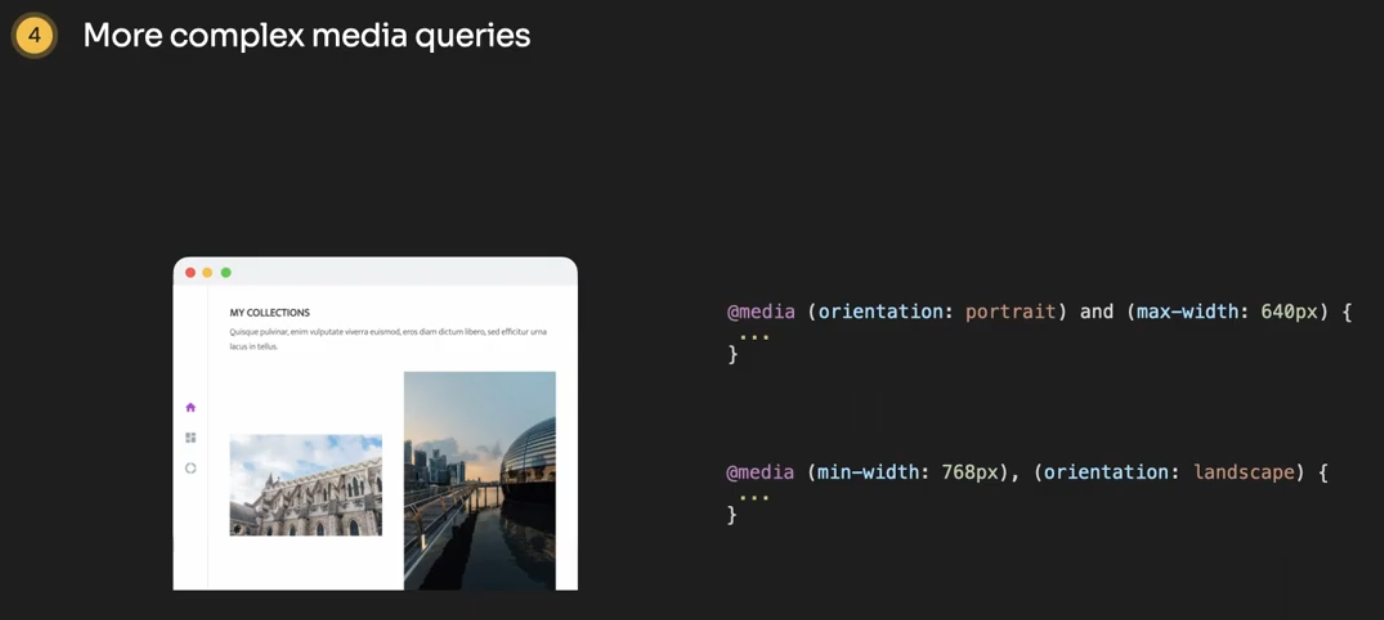 4
More complex media queries
MY COLLECTIONS
Quisque pulvinar, enim vulputate viverra euismod, eros diam dictum libero, sed efficitur urna
lacus in tellus.
@media (orientation: portrait) and (max-width: 640px) {
...
}
@media (min-width: 768px), (orientation: landscape) {
...
}